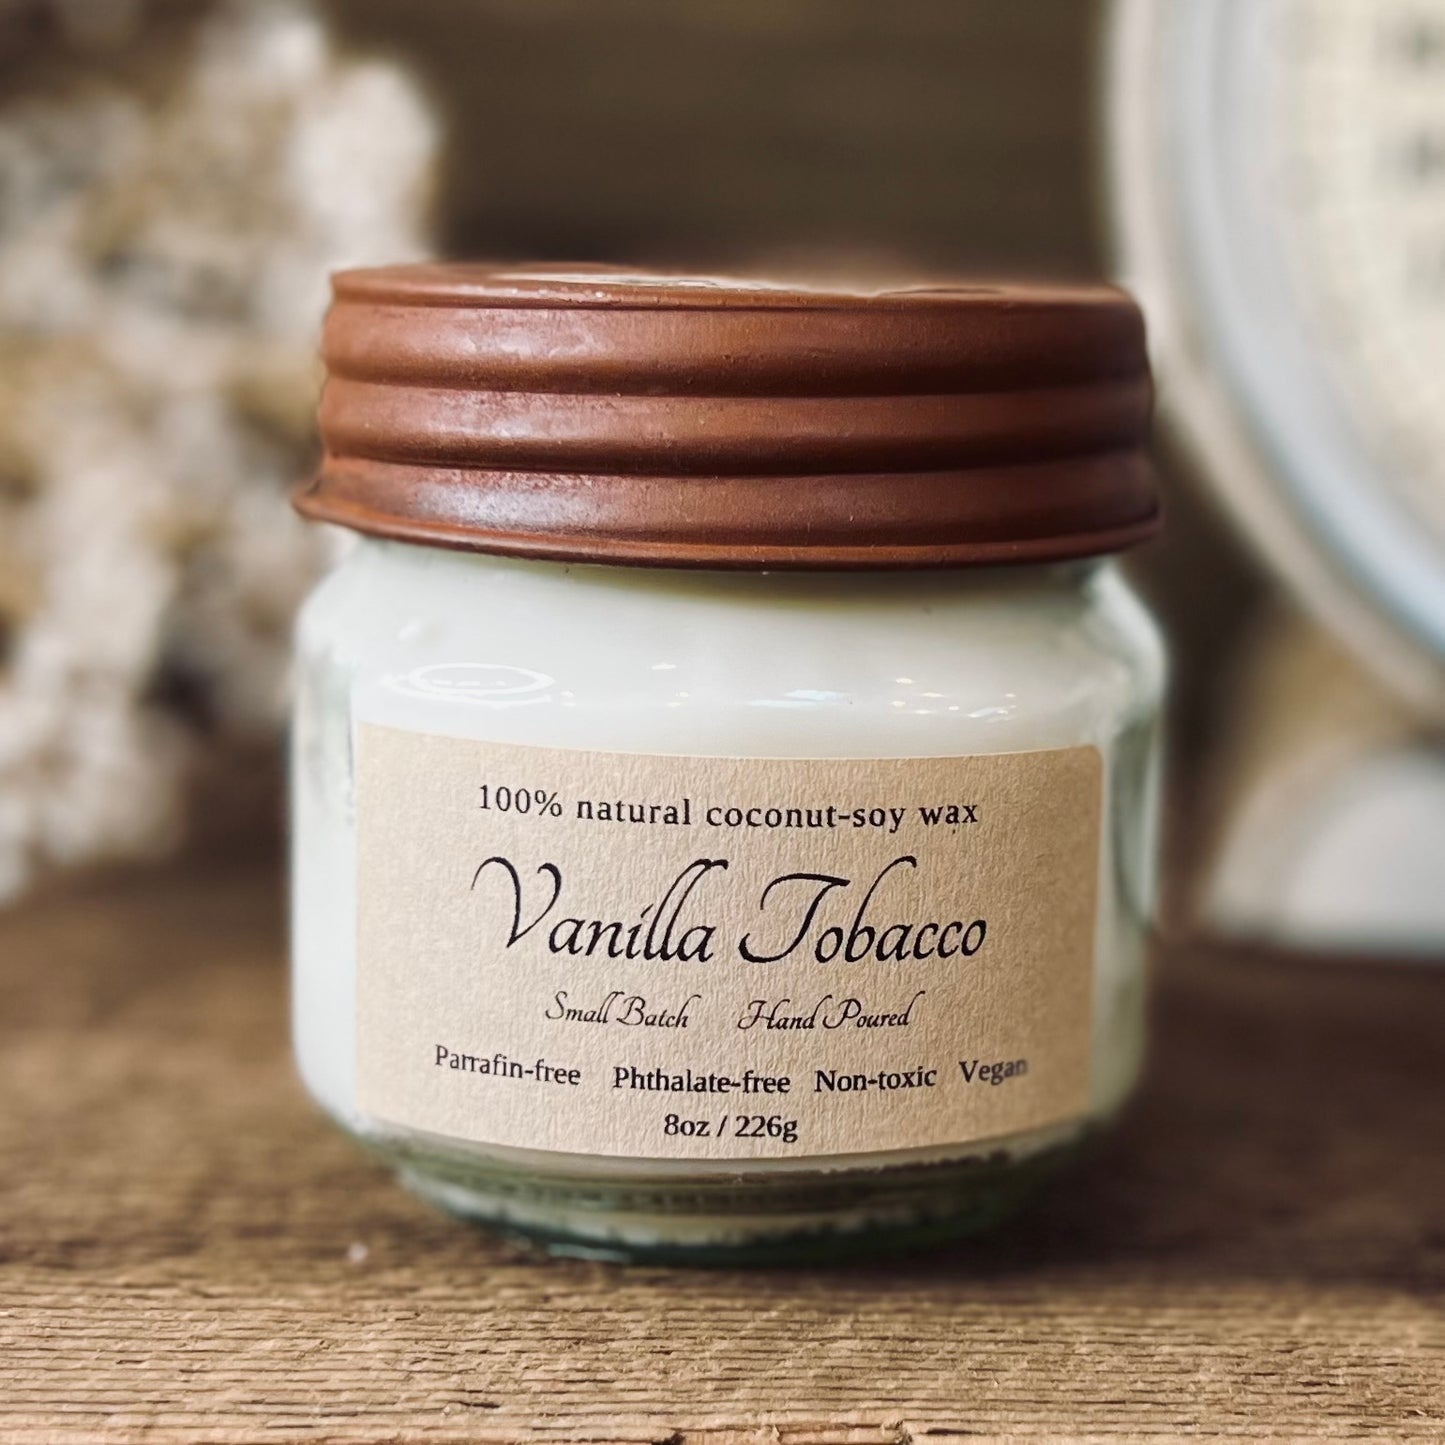 100% natural coconut-soy wax
Vanilla Tobacco
Small Batch Hand Poured
Parrafin-free Phthalate-free Non-toxic Vegan
8oz / 226g